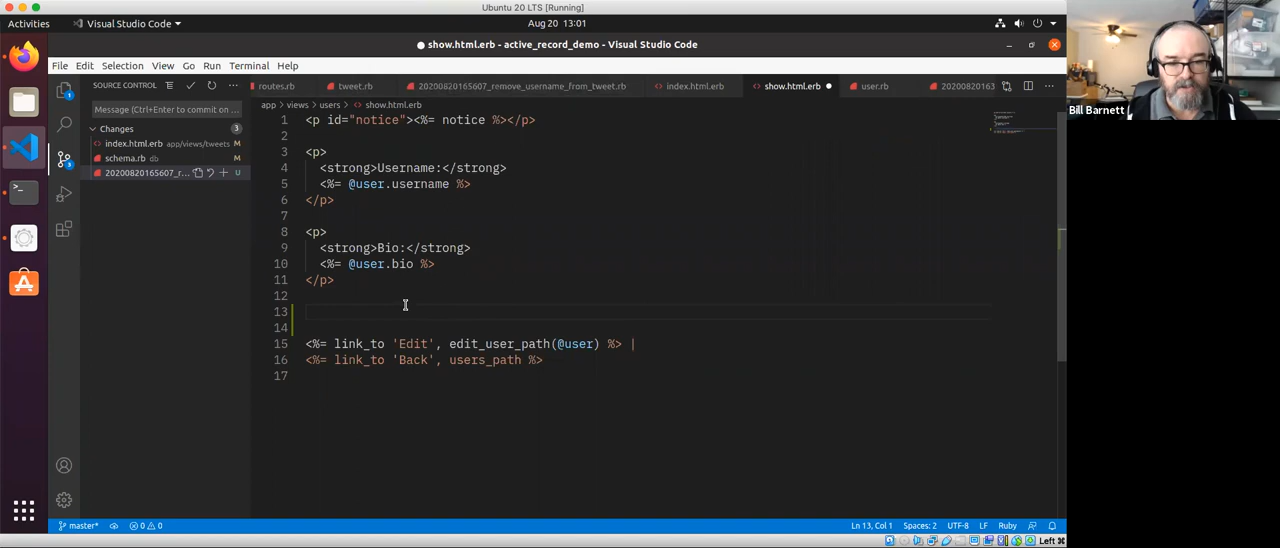 Ubuntu 20 LTS [Running]
Activities
Visual Studio Code
Aug 20 13:01
show.html.erb - active_record_demo - Visual Studio Code
File Edit Selection View Go Run Terminal Help
SOURCE CONTROL
routes.rb
tweet.rb
20200820165607_remove_username_from_tweet.rb
index.html.erb
show.html.erb
user.rb
20200820163
Message (Ctrl+Enter to commit on …
app > views > users > show.html.erb
Changes 3
index.html.erb app/views/tweets M
schema.rb db M
20200820165607_r... U
1 <p id="notice"><%= notice %></p>
2
3 <p>
4 <strong>Username:</strong>
5 <%= @user.username %>
6 </p>
7
8 <p>
9 <strong>Bio:</strong>
10 <%= @user.bio %>
11 </p>
12
13
14
15 <%= link_to 'Edit', edit_user_path(@user) %> |
16 <%= link_to 'Back', users_path %>
17
master* 0 0
Ln 13, Col 1 Spaces: 2 UTF-8 LF Ruby
Left ⌘
Bill Barnett